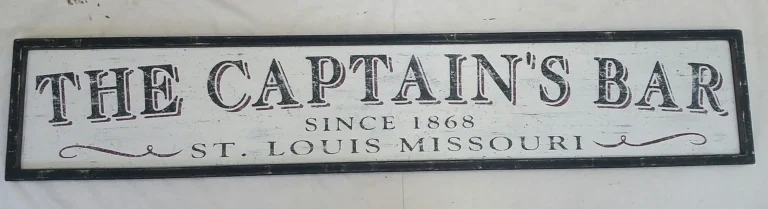 THE CAPTAIN'S BAR
SINCE 1868
ST. LOUIS MISSOURI